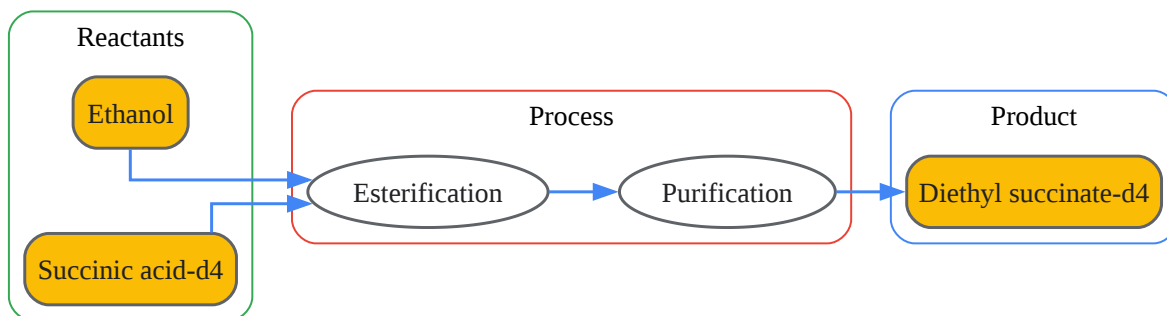 Reactants
Ethanol
Succinic acid-d4
Process
Esterification
Purification
Product
Diethyl succinate-d4